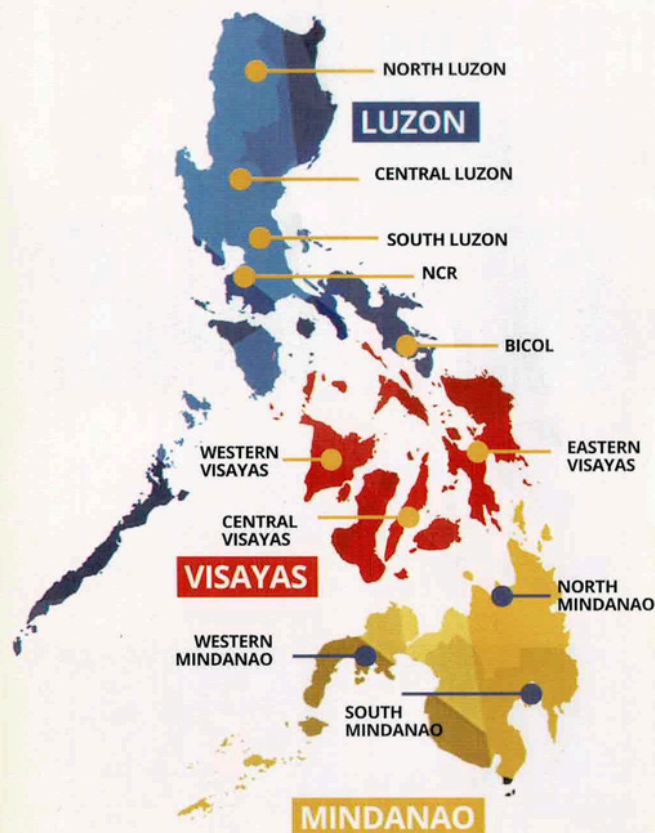 NORTH LUZON
LUZON
CENTRAL LUZON
SOUTH LUZON
NCR
BICOL
WESTERN
VISAYAS
EASTERN
VISAYAS
CENTRAL
VISAYAS
VISAYAS
NORTH
MINDANAO
WESTERN
MINDANAO
SOUTH
MINDANAO
MINDANAO